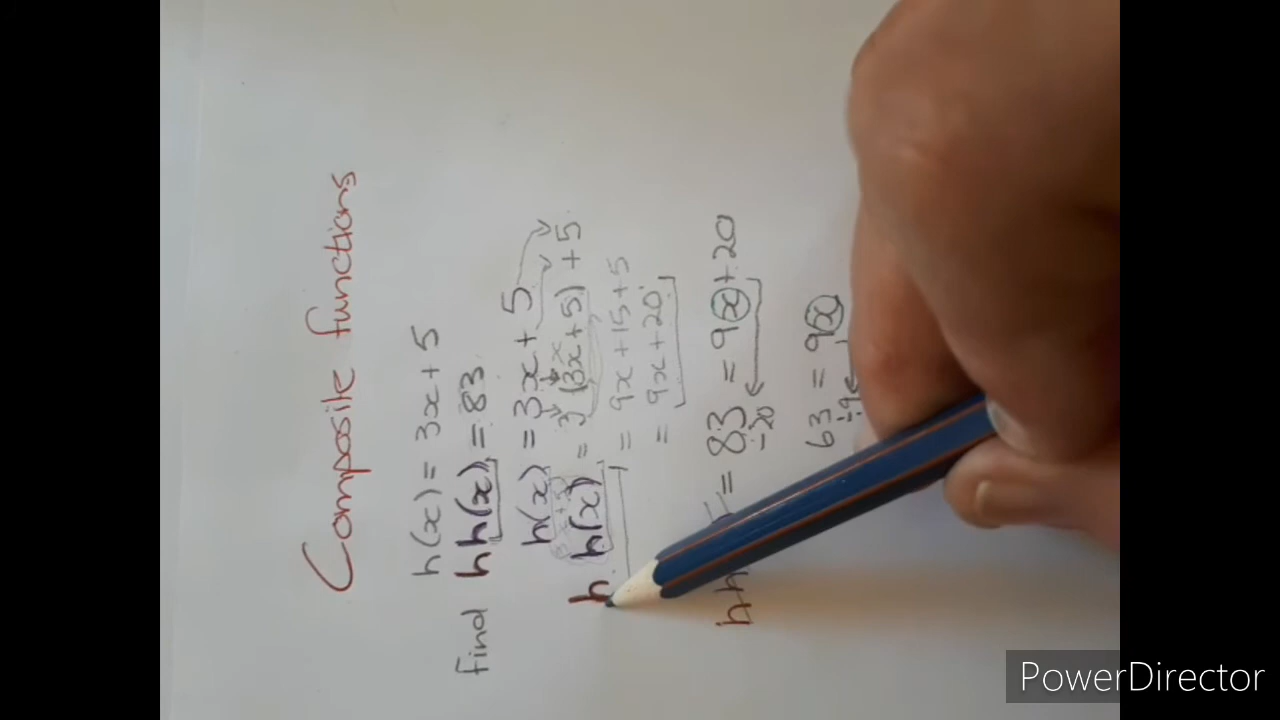 Composite functions
h(x) = 3x + 5
find hh(x) = 83
h(x) = 3x + 5
h h(x) = 3 (3x + 5) + 5
= 9x + 15 + 5
= 9x + 20
hh = 83 = 9x + 20
-20
63 = 9x
÷9
PowerDirector